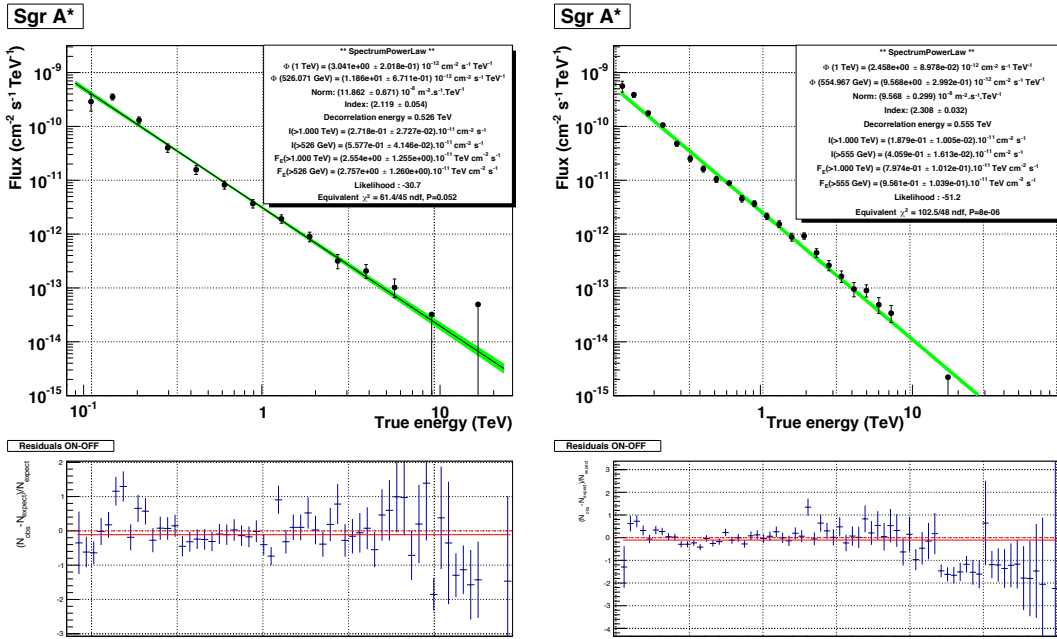 Sgr A*
** SpectrumPowerLaw **
Φ (1 TeV) = (3.041e+00 ± 2.018e-01) 10⁻¹² cm⁻² s⁻¹ TeV⁻¹
Φ (526.071 GeV) = (1.186e+01 ± 6.711e-01) 10⁻¹² cm⁻² s⁻¹ TeV⁻¹
Norm: (11.862 ± 0.671) 10⁻⁸ m⁻².s⁻¹.TeV⁻¹
Index: (2.119 ± 0.054)
Decorrelation energy = 0.526 TeV
I(>1.000 TeV) = (2.718e-01 ± 2.727e-02).10⁻¹¹ cm⁻² s⁻¹
I(>526 GeV) = (5.577e-01 ± 4.146e-02).10⁻¹¹ cm⁻² s⁻¹
F_E(>1.000 TeV) = (2.554e+00 ± 1.255e+00).10⁻¹¹ TeV cm⁻² s⁻¹
F_E(>526 GeV) = (2.757e+00 ± 1.260e+00).10⁻¹¹ TeV cm⁻² s⁻¹
Likelihood : -30.7
Equivalent χ² = 61.4/45 ndf, P=0.052
Flux (cm⁻² s⁻¹ TeV⁻¹)
10⁻⁹
10⁻¹⁰
10⁻¹¹
10⁻¹²
10⁻¹³
10⁻¹⁴
10⁻¹⁵
10⁻¹ 1 10
True energy (TeV)
Residuals ON-OFF
(N_obs - N_expect)/N_expect
2
1
0
-1
-2
-3
Sgr A*
** SpectrumPowerLaw **
Φ (1 TeV) = (2.458e+00 ± 8.978e-02) 10⁻¹² cm⁻² s⁻¹ TeV⁻¹
Φ (554.967 GeV) = (9.568e+00 ± 2.992e-01) 10⁻¹² cm⁻² s⁻¹ TeV⁻¹
Norm: (9.568 ± 0.299) 10⁻⁸ m⁻².s⁻¹.TeV⁻¹
Index: (2.308 ± 0.032)
Decorrelation energy = 0.555 TeV
I(>1.000 TeV) = (1.879e-01 ± 1.005e-02).10⁻¹¹ cm⁻² s⁻¹
I(>555 GeV) = (4.059e-01 ± 1.613e-02).10⁻¹¹ cm⁻² s⁻¹
F_E(>1.000 TeV) = (7.974e-01 ± 1.012e-01).10⁻¹¹ TeV cm⁻² s⁻¹
F_E(>555 GeV) = (9.561e-01 ± 1.039e-01).10⁻¹¹ TeV cm⁻² s⁻¹
Likelihood : -51.2
Equivalent χ² = 102.5/48 ndf, P=8e-06
Flux (cm⁻² s⁻¹ TeV⁻¹)
10⁻⁹
10⁻¹⁰
10⁻¹¹
10⁻¹²
10⁻¹³
10⁻¹⁴
10⁻¹⁵
1 10
True energy (TeV)
Residuals ON-OFF
(N_obs - N_expect)/N_expect
3
2
1
0
-1
-2
-3
-4